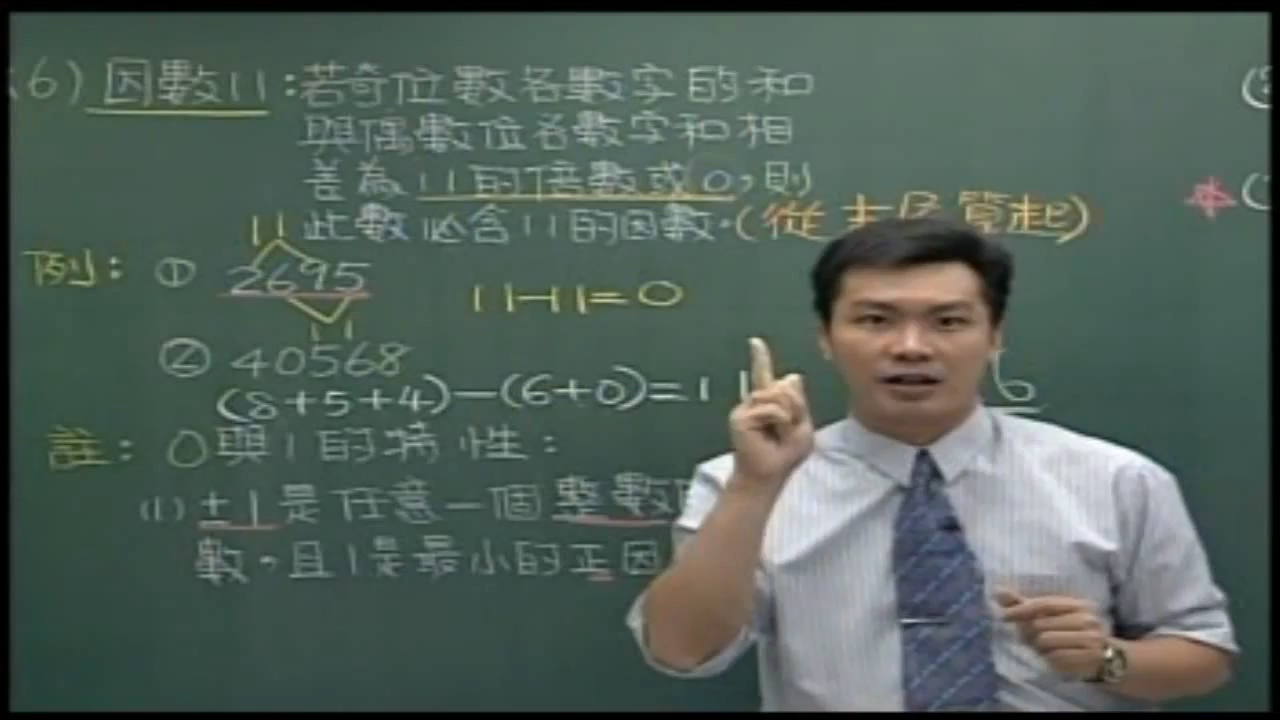 (6) 因數11:若奇位數各數字的和
與偶數位各數字和相
差為11的倍數或0,則
此數必含11的因數。(從末位算起)
11
例: ① 2695 11-11=0
11
② 40568
(8+5+4)-(6+0)=11
註: 0與1的特性:
(1) ±1是任意一個整數
數。且1是最小的正因